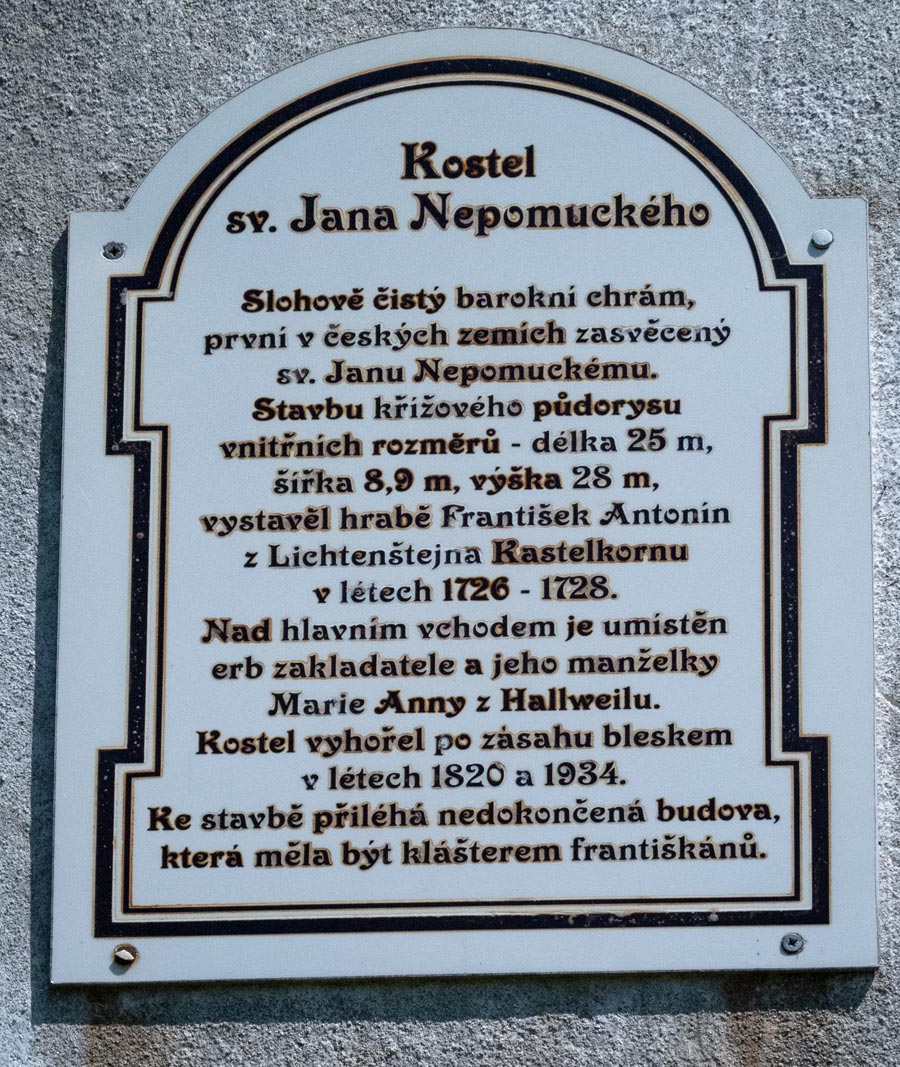 Kostel
sv. Jana Nepomuckého
Slohově čistý barokní chrám,
první v českých zemích zasvěcený
sv. Janu Nepomuckému.
Stavbu křížového půdorysu
vnitřních rozměrů - délka 25 m,
šířka 8,9 m, výška 28 m,
vystavěl hrabě František Antonín
z Lichtenštejna Kastelkornu
v létech 1726 - 1728.
Nad hlavním vchodem je umístěn
erb zakladatele a jeho manželky
Marie Anny z Hallweilu.
Kostel vyhořel po zásahu bleskem
v létech 1820 a 1934.
Ke stavbě přiléhá nedokončená budova,
která měla být klášterem františkánů.